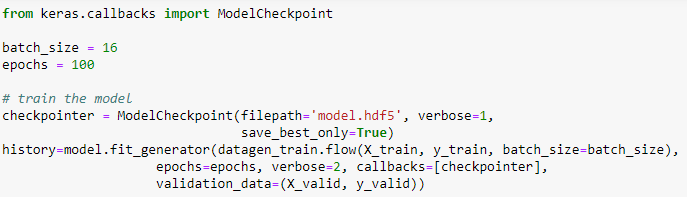 from keras.callbacks import ModelCheckpoint
batch_size = 16
epochs = 100
# train the model
checkpointer = ModelCheckpoint(filepath='model.hdf5', verbose=1,
save_best_only=True)
history=model.fit_generator(datagen_train.flow(X_train, y_train, batch_size=batch_size),
epochs=epochs, verbose=2, callbacks=[checkpointer],
validation_data=(X_valid, y_valid))